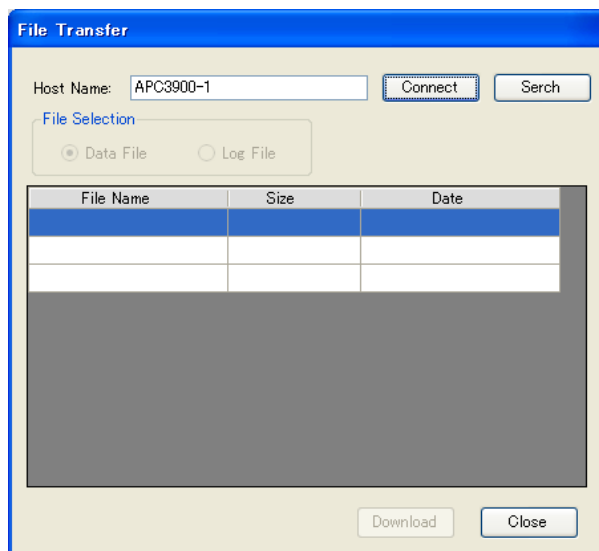 File Transfer
Host Name: APC3900-1 Connect Serch
File Selection
Data File Log File
File Name Size Date
Download Close